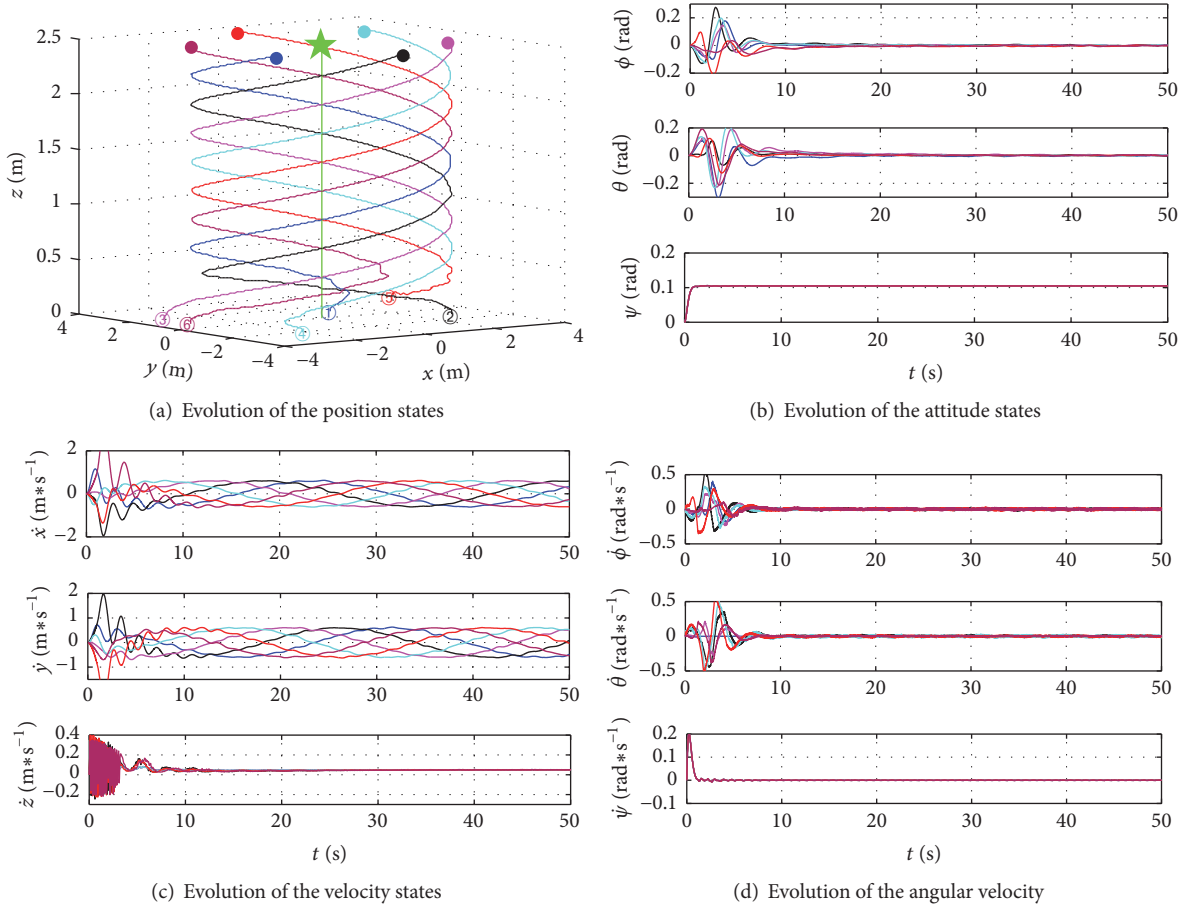 2.5
2
1.5
1
0.5
0
z (m)
4
2
0
−2
−4
y (m)
−4
−2
0
2
4
x (m)
③
⑥
④
①
⑤
②
(a) Evolution of the position states
0.2
0
−0.2
ϕ (rad)
0 10 20 30 40 50
0.2
0
−0.2
θ (rad)
0 10 20 30 40 50
0.2
0.1
0
ψ (rad)
0 10 20 30 40 50
t (s)
(b) Evolution of the attitude states
2
0
−2
ẋ (m∗s⁻¹)
0 10 20 30 40 50
2
1
0
−1
ẏ (m∗s⁻¹)
0 10 20 30 40 50
0.4
0.2
0
−0.2
ż (m∗s⁻¹)
0 10 20 30 40 50
t (s)
(c) Evolution of the velocity states
0.5
0
−0.5
ϕ̇ (rad∗s⁻¹)
0 10 20 30 40 50
0.5
0
−0.5
θ̇ (rad∗s⁻¹)
0 10 20 30 40 50
0.2
0.1
0
−0.1
ψ̇ (rad∗s⁻¹)
0 10 20 30 40 50
t (s)
(d) Evolution of the angular velocity